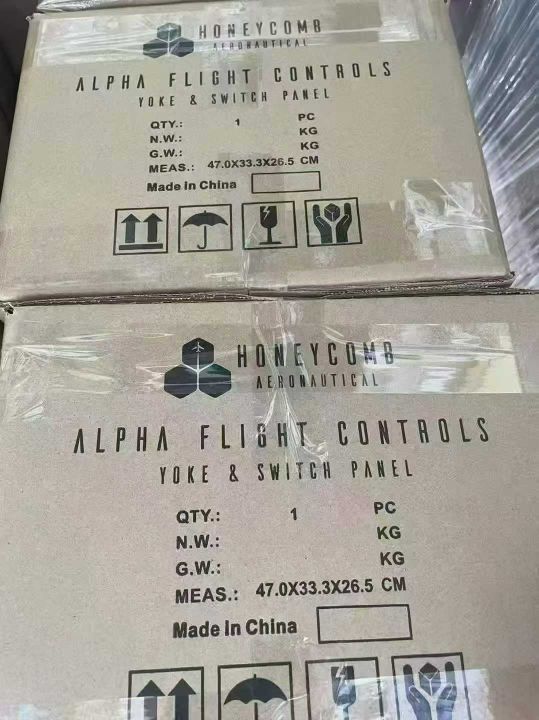 HONEYCOMB
AERONAUTICAL
ALPHA FLIGHT CONTROLS
YOKE & SWITCH PANEL
QTY.: 1 PC
N.W.: KG
G.W.: KG
MEAS.: 47.0X33.3X26.5 CM
Made In China
HONEYCOMB
AERONAUTICAL
ALPHA FLIGHT CONTROLS
YOKE & SWITCH PANEL
QTY.: 1 PC
N.W.: KG
G.W.: KG
MEAS.: 47.0X33.3X26.5 CM
Made In China